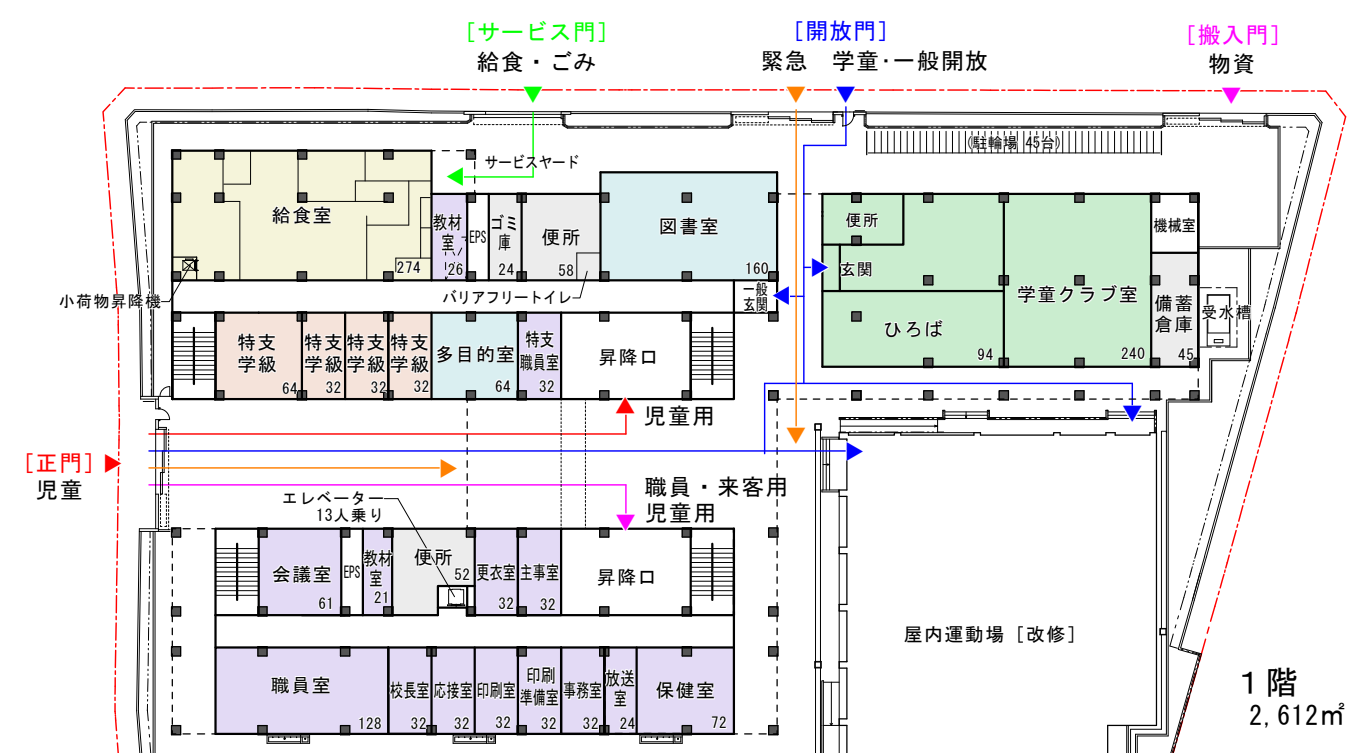 [サービス門]
給食・ごみ
[開放門]
緊急 学童・一般開放
[搬入門]
物資
サービスヤード
(駐輪場 45台)
給食室
274
教材
室
26
EPS
ゴミ
庫
24
便所
58
図書室
160
便所
玄関
ひろば
94
学童クラブ室
240
機械室
備蓄
倉庫
45
受水槽
小荷物昇降機
バリアフリートイレ
一般
玄関
特支
学級
64
特支
学級
32
特支
学級
32
特支
学級
32
多目的室
64
特支
職員室
32
昇降口
児童用
[正門]
児童
職員・来客用
児童用
エレベーター
13人乗り
会議室
61
EPS
教材
室
21
便所
52
更衣室
32
主事室
32
昇降口
屋内運動場 [改修]
職員室
128
校長室
32
応接室
32
印刷室
32
印刷
準備室
32
事務室
32
放送
室
24
保健室
72
1階
2,612㎡